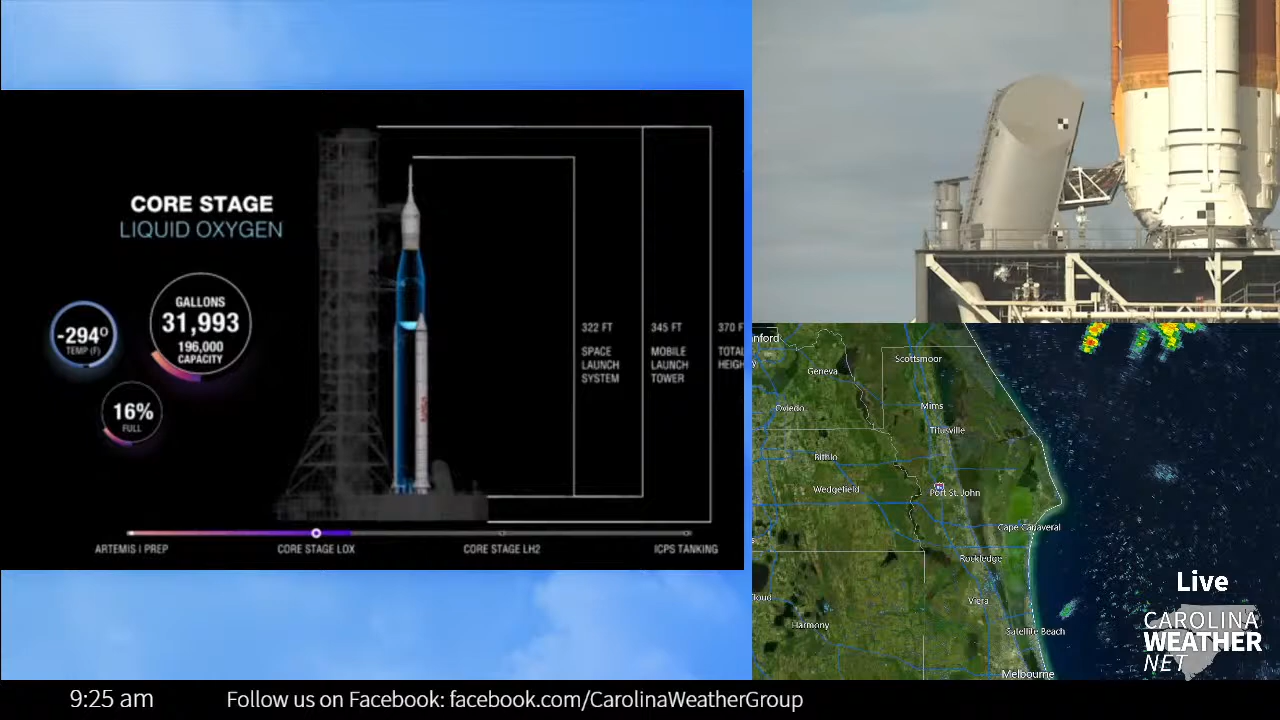 CORE STAGE
LIQUID OXYGEN
-294°
TEMP (F)
GALLONS
31,993
196,000
CAPACITY
16%
FULL
322 FT
SPACE
LAUNCH
SYSTEM
345 FT
MOBILE
LAUNCH
TOWER
370 F
TOTAL
HEIGH
ARTEMIS I PREP
CORE STAGE LOX
CORE STAGE LH2
ICPS TANKING
anford
Scottsmoor
Geneva
Mims
Oviedo
Titusville
Bithlo
Wedgefield
Port St. John
Cape Canaveral
Rockledge
loud
Viera
Harmony
Satellite Beach
Melbourne
Live
CAROLINA
WEATHER
NET
9:25 am
Follow us on Facebook: facebook.com/CarolinaWeatherGroup